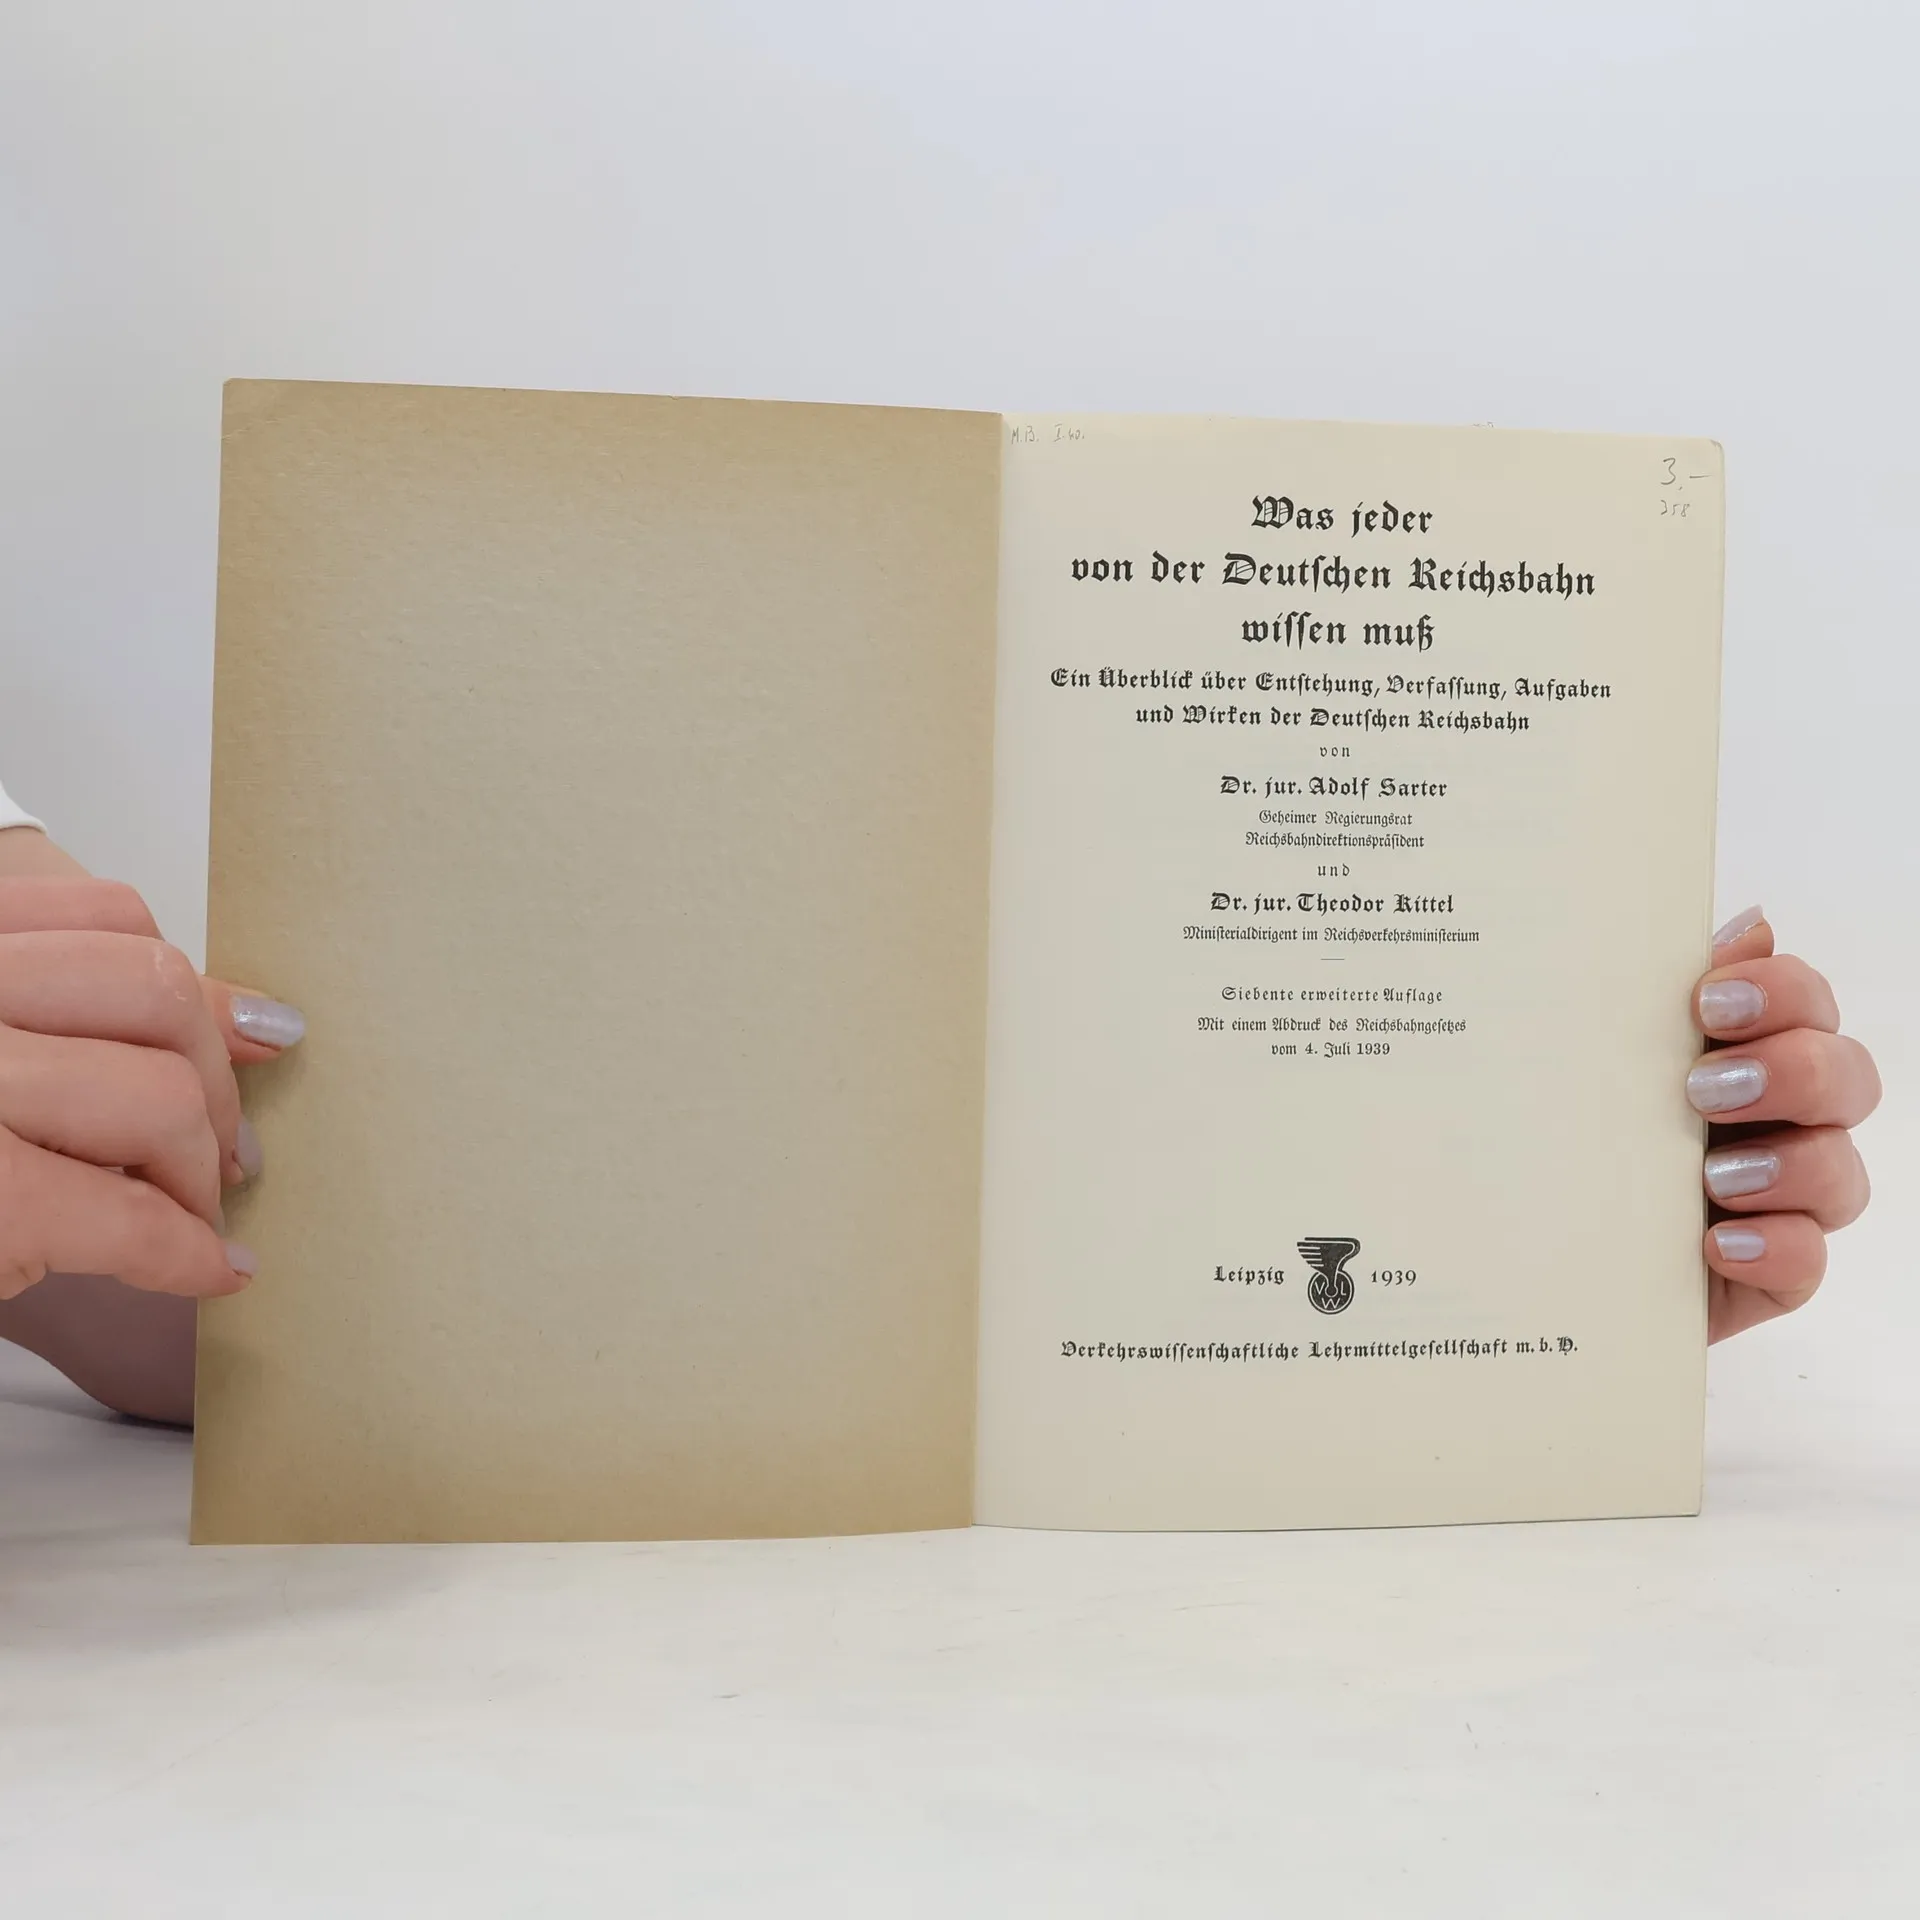 M.B. I.40.
3.—
358
Was jeder
von der Deutſchen Reichsbahn
wiſſen muß
Ein Überblick über Entſtehung, Verfaſſung, Aufgaben
und Wirken der Deutſchen Reichsbahn
von
Dr. jur. Adolf Sarter
Geheimer Regierungsrat
Reichsbahndirektionspräſident
und
Dr. jur. Theodor Kittel
Miniſterialdirigent im Reichsverkehrsminiſterium
Siebente erweiterte Auflage
Mit einem Abdruck des Reichsbahngeſetzes
vom 4. Juli 1939
Leipzig VLW 1939
Verkehrswiſſenſchaftliche Lehrmittelgeſellſchaft m. b. H.